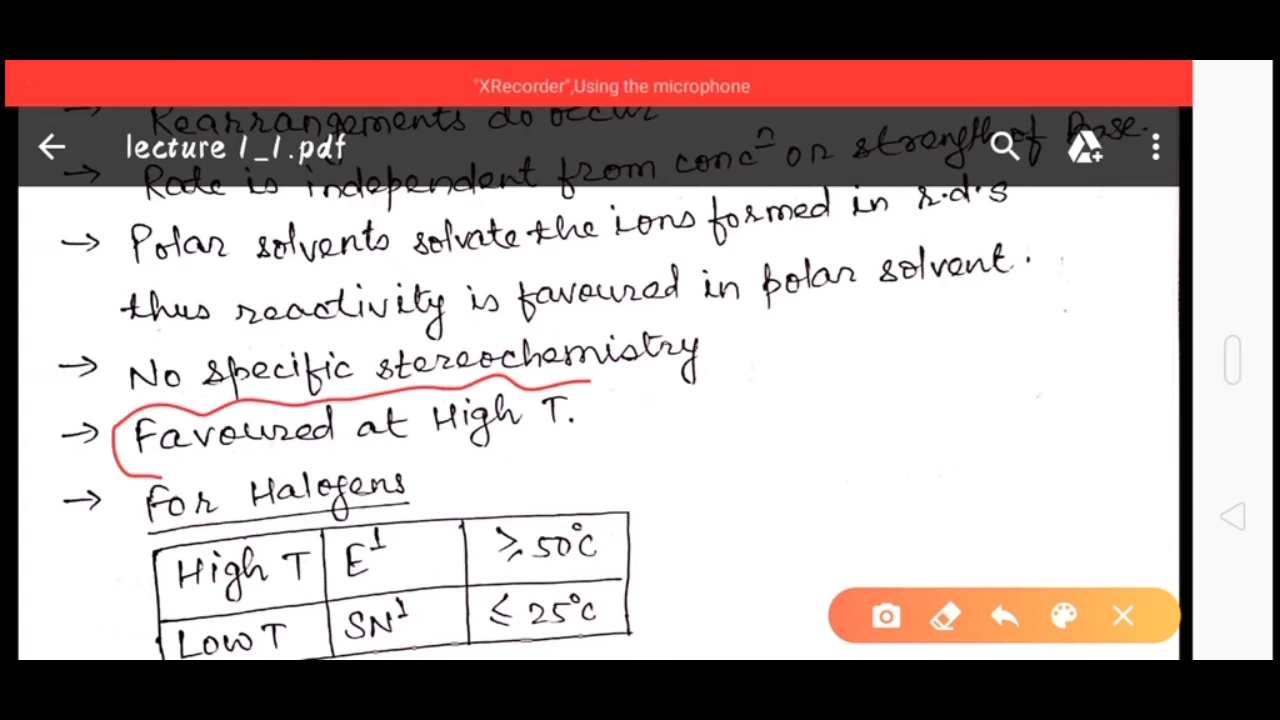 "XRecorder",Using the microphone
→ Rearrangements do occur
lecture 1_1.pdf
→ Rate is independent from concⁿ or strength of Base.
→ Polar solvents solvate the ions formed in r.d.s
thus reactivity is favoured in polar solvent.
→ No specific stereochemistry
→ Favoured at High T.
→ For Halogens
High T E¹ ≥ 50°C
Low T SN¹ ≤ 25°C